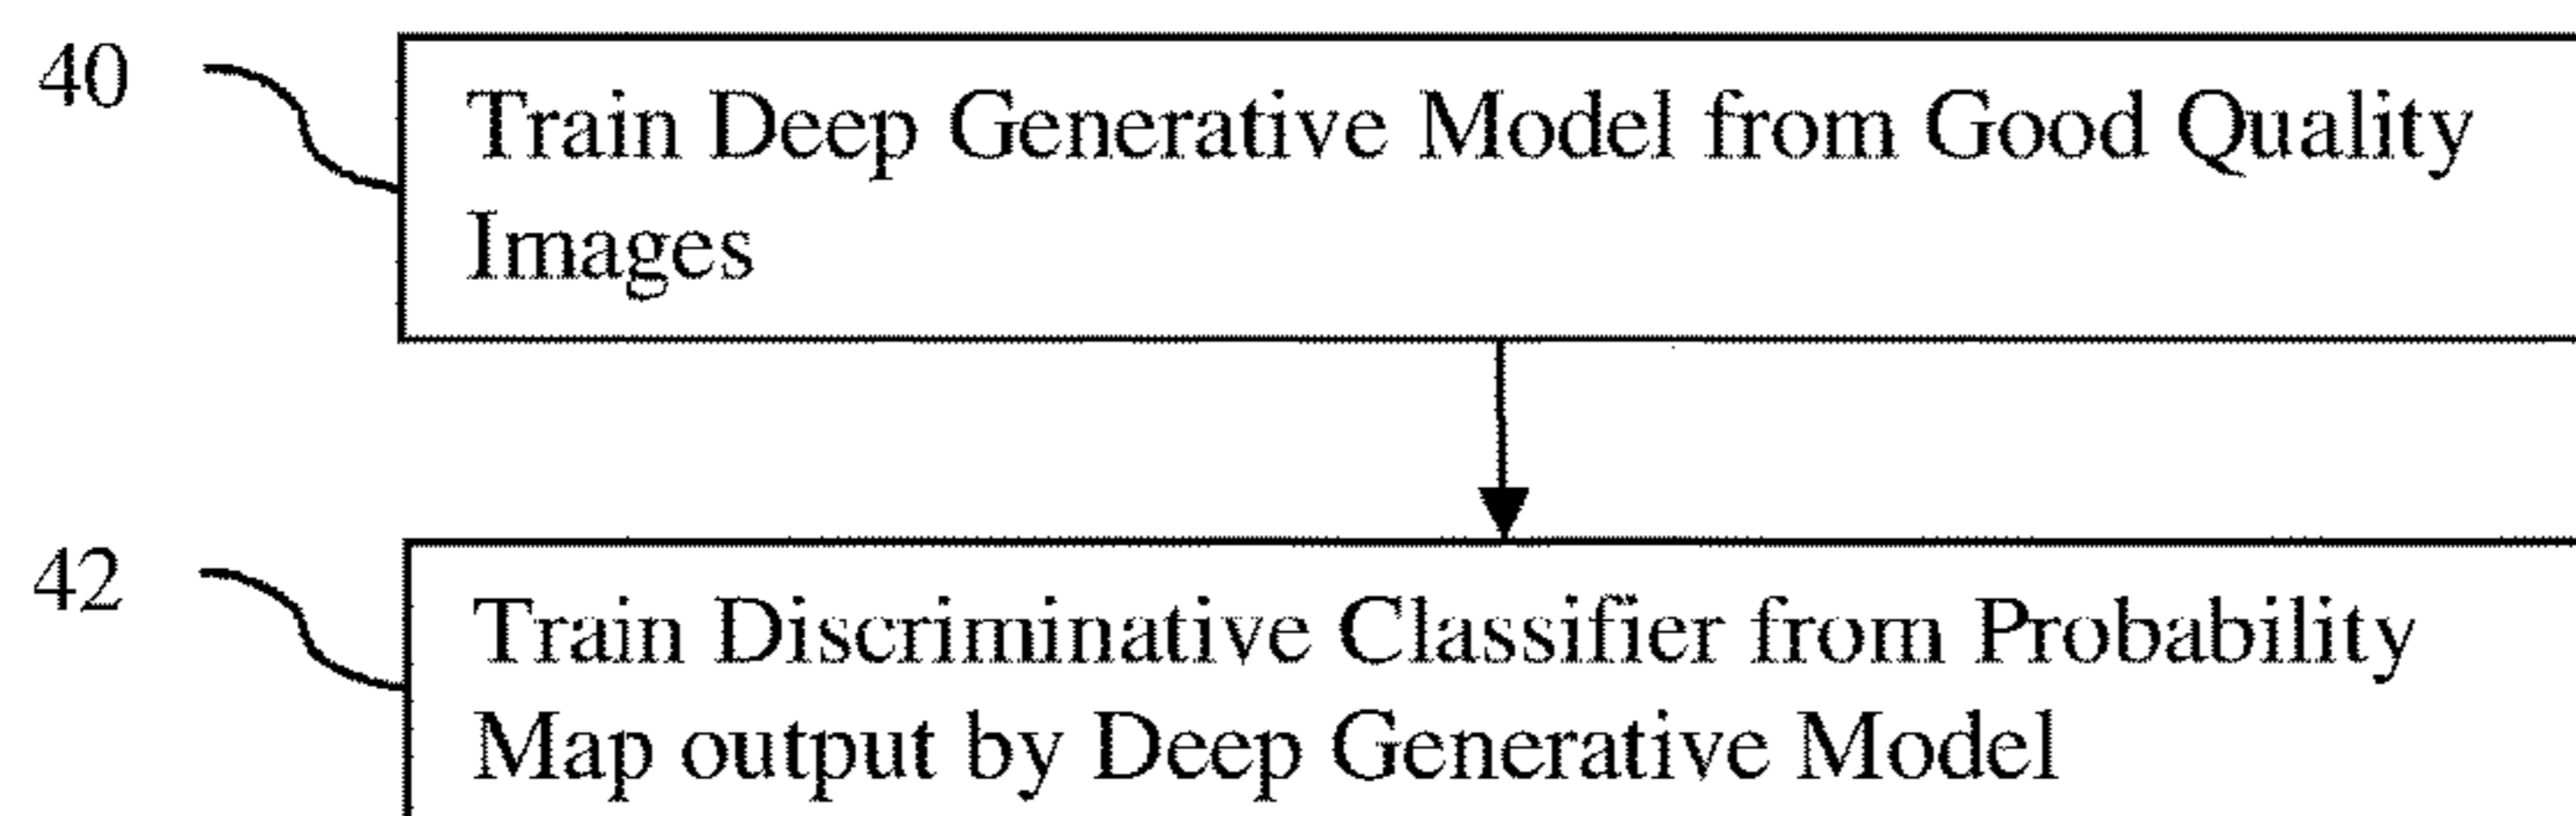 40
Train Deep Generative Model from Good Quality
Images
42
Train Discriminative Classifier from Probability
Map output by Deep Generative Model